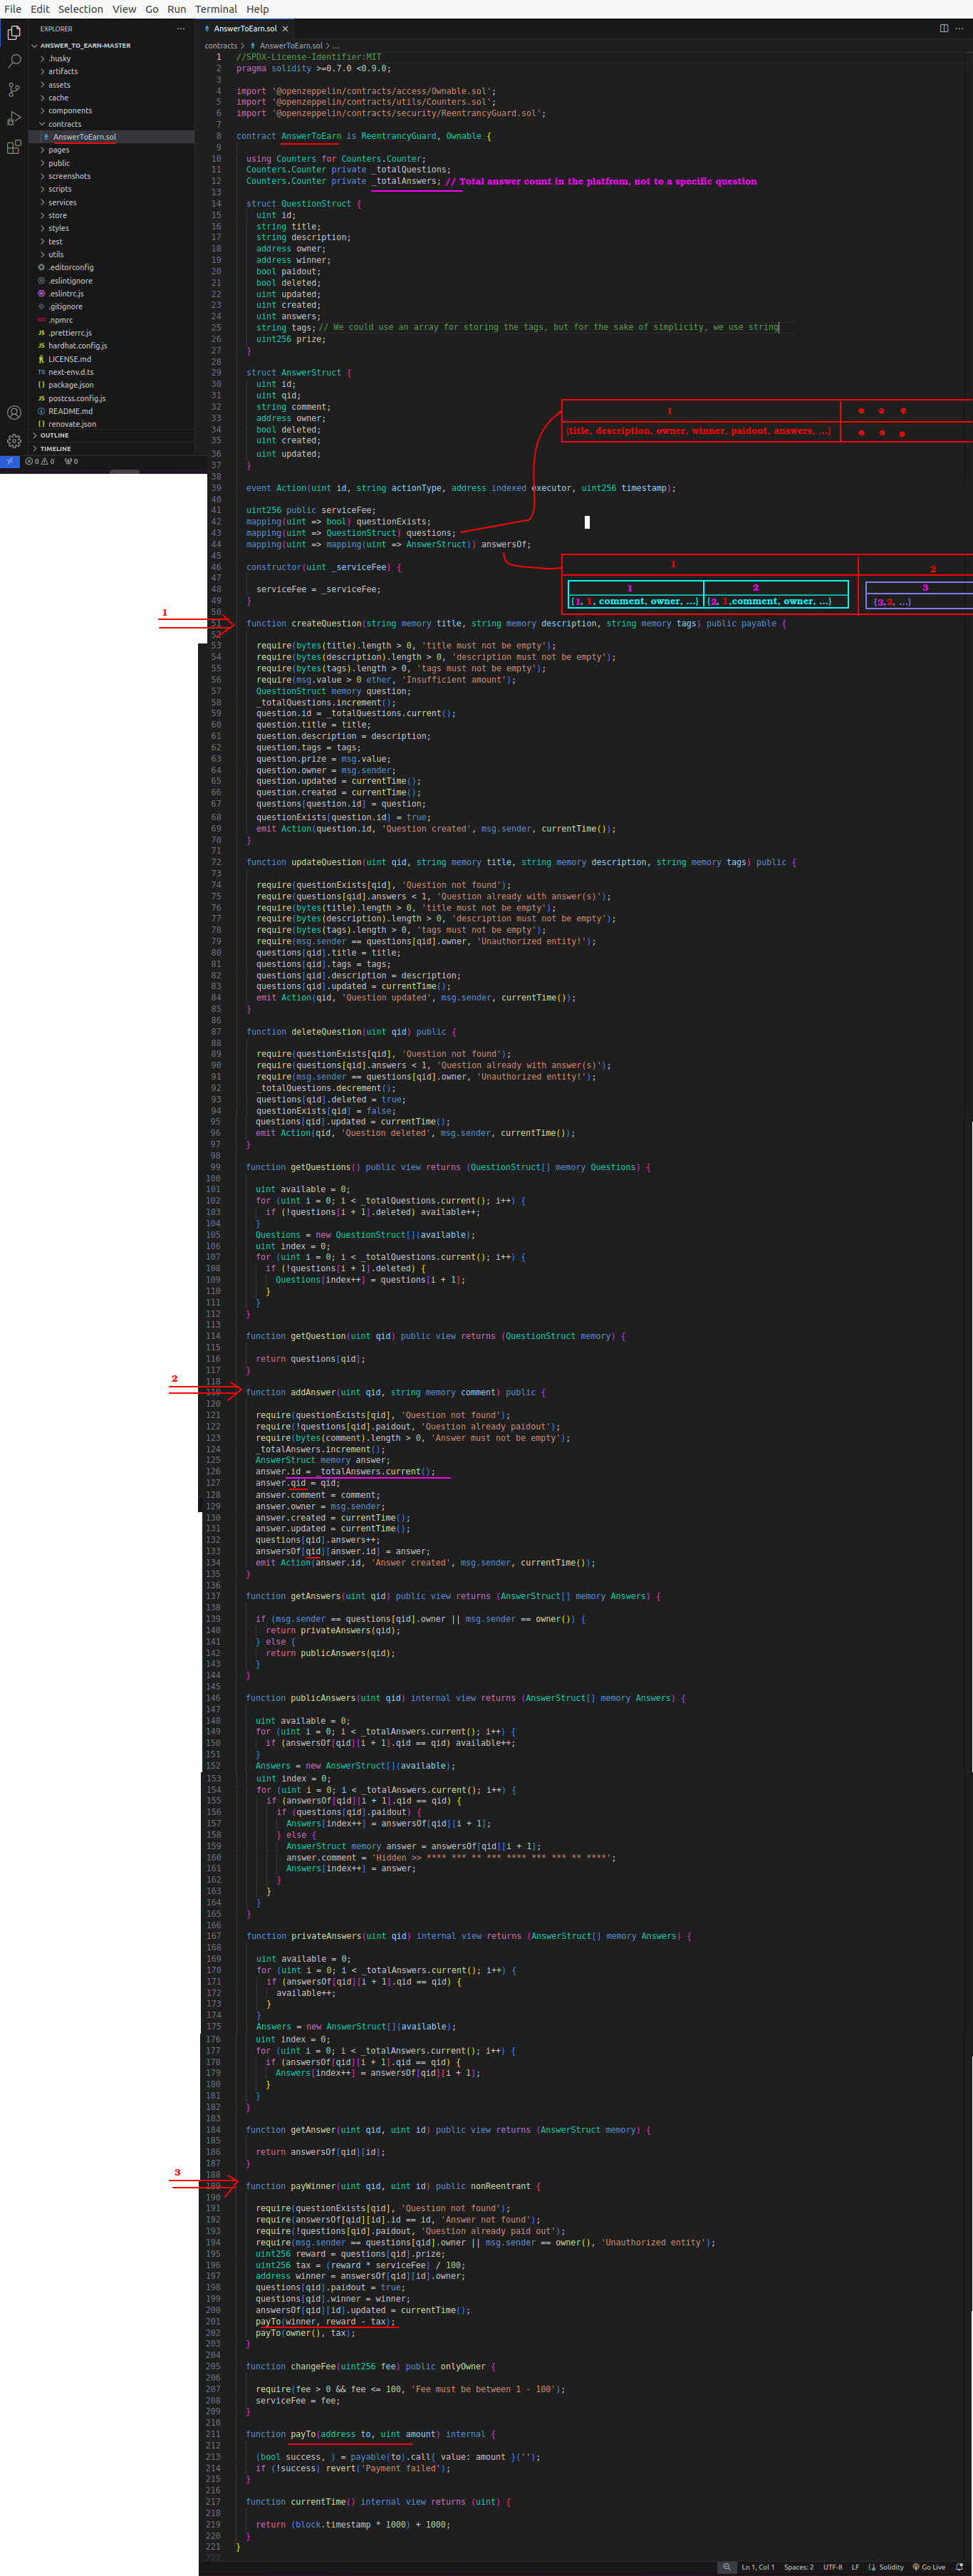 File Edit Selection View Go Run Terminal Help
EXPLORER
ANSWER_TO_EARN-MASTER
.husky
artifacts
assets
cache
components
contracts
AnswerToEarn.sol
pages
public
screenshots
scripts
services
store
styles
test
utils
.editorconfig
.eslintignore
.eslintrc.js
.gitignore
.npmrc
.prettierrc.js
hardhat.config.js
LICENSE.md
next-env.d.ts
package.json
postcss.config.js
README.md
renovate.json
OUTLINE
TIMELINE
0 0 0
AnswerToEarn.sol
contracts > AnswerToEarn.sol > ...
1 //SPDX-License-Identifier:MIT
2 pragma solidity >=0.7.0 <0.9.0;
3
4 import '@openzeppelin/contracts/access/Ownable.sol';
5 import '@openzeppelin/contracts/utils/Counters.sol';
6 import '@openzeppelin/contracts/security/ReentrancyGuard.sol';
7
8 contract AnswerToEarn is ReentrancyGuard, Ownable {
9
10 using Counters for Counters.Counter;
11 Counters.Counter private _totalQuestions;
12 Counters.Counter private _totalAnswers; // Total answer count in the platfrom, not to a specific question
13
14 struct QuestionStruct {
15 uint id;
16 string title;
17 string description;
18 address owner;
19 address winner;
20 bool paidout;
21 bool deleted;
22 uint updated;
23 uint created;
24 uint answers;
25 string tags; // We could use an array for storing the tags, but for the sake of simplicity, we use string
26 uint256 prize;
27 }
28
29 struct AnswerStruct {
30 uint id;
31 uint qid;
32 string comment;
33 address owner;
34 bool deleted;
35 uint created;
36 uint updated;
37 }
1
{title, description, owner, winner, paidout, answers, ...}
38
39 event Action(uint id, string actionType, address indexed executor, uint256 timestamp);
40
41 uint256 public serviceFee;
42 mapping(uint => bool) questionExists;
43 mapping(uint => QuestionStruct) questions;
44 mapping(uint => mapping(uint => AnswerStruct)) answersOf;
45
46 constructor(uint _serviceFee) {
47
48 serviceFee = _serviceFee;
49 }
1 2
1 2 3
{1, 1, comment, owner, ...} {2, 1,comment, owner, ...} {3,2, ...}
50
1
51 function createQuestion(string memory title, string memory description, string memory tags) public payable {
52
53 require(bytes(title).length > 0, 'title must not be empty');
54 require(bytes(description).length > 0, 'description must not be empty');
55 require(bytes(tags).length > 0, 'tags must not be empty');
56 require(msg.value > 0 ether, 'Insufficient amount');
57 QuestionStruct memory question;
58 _totalQuestions.increment();
59 question.id = _totalQuestions.current();
60 question.title = title;
61 question.description = description;
62 question.tags = tags;
63 question.prize = msg.value;
64 question.owner = msg.sender;
65 question.updated = currentTime();
66 question.created = currentTime();
67 questions[question.id] = question;
68 questionExists[question.id] = true;
69 emit Action(question.id, 'Question created', msg.sender, currentTime());
70 }
71
72 function updateQuestion(uint qid, string memory title, string memory description, string memory tags) public {
73
74 require(questionExists[qid], 'Question not found');
75 require(questions[qid].answers < 1, 'Question already with answer(s)');
76 require(bytes(title).length > 0, 'title must not be empty');
77 require(bytes(description).length > 0, 'description must not be empty');
78 require(bytes(tags).length > 0, 'tags must not be empty');
79 require(msg.sender == questions[qid].owner, 'Unauthorized entity!');
80 questions[qid].title = title;
81 questions[qid].tags = tags;
82 questions[qid].description = description;
83 questions[qid].updated = currentTime();
84 emit Action(qid, 'Question updated', msg.sender, currentTime());
85 }
86
87 function deleteQuestion(uint qid) public {
88
89 require(questionExists[qid], 'Question not found');
90 require(questions[qid].answers < 1, 'Question already with answer(s)');
91 require(msg.sender == questions[qid].owner, 'Unauthorized entity!');
92 _totalQuestions.decrement();
93 questions[qid].deleted = true;
94 questionExists[qid] = false;
95 questions[qid].updated = currentTime();
96 emit Action(qid, 'Question deleted', msg.sender, currentTime());
97 }
98
99 function getQuestions() public view returns (QuestionStruct[] memory Questions) {
100
101 uint available = 0;
102 for (uint i = 0; i < _totalQuestions.current(); i++) {
103 if (!questions[i + 1].deleted) available++;
104 }
105 Questions = new QuestionStruct[](available);
106 uint index = 0;
107 for (uint i = 0; i < _totalQuestions.current(); i++) {
108 if (!questions[i + 1].deleted) {
109 Questions[index++] = questions[i + 1];
110 }
111 }
112 }
113
114 function getQuestion(uint qid) public view returns (QuestionStruct memory) {
115
116 return questions[qid];
117 }
118
2
119 function addAnswer(uint qid, string memory comment) public {
120
121 require(questionExists[qid], 'Question not found');
122 require(!questions[qid].paidout, 'Question already paidout');
123 require(bytes(comment).length > 0, 'Answer must not be empty');
124 _totalAnswers.increment();
125 AnswerStruct memory answer;
126 answer.id = _totalAnswers.current();
127 answer.qid = qid;
128 answer.comment = comment;
129 answer.owner = msg.sender;
130 answer.created = currentTime();
131 answer.updated = currentTime();
132 questions[qid].answers++;
133 answersOf[qid][answer.id] = answer;
134 emit Action(answer.id, 'Answer created', msg.sender, currentTime());
135 }
136
137 function getAnswers(uint qid) public view returns (AnswerStruct[] memory Answers) {
138
139 if (msg.sender == questions[qid].owner || msg.sender == owner()) {
140 return privateAnswers(qid);
141 } else {
142 return publicAnswers(qid);
143 }
144 }
145
146 function publicAnswers(uint qid) internal view returns (AnswerStruct[] memory Answers) {
147
148 uint available = 0;
149 for (uint i = 0; i < _totalAnswers.current(); i++) {
150 if (answersOf[qid][i + 1].qid == qid) available++;
151 }
152 Answers = new AnswerStruct[](available);
153 uint index = 0;
154 for (uint i = 0; i < _totalAnswers.current(); i++) {
155 if (answersOf[qid][i + 1].qid == qid) {
156 if (questions[qid].paidout) {
157 Answers[index++] = answersOf[qid][i + 1];
158 } else {
159 AnswerStruct memory answer = answersOf[qid][i + 1];
160 answer.comment = 'Hidden >> **** *** ** *** **** *** *** ** ****';
161 Answers[index++] = answer;
162 }
163 }
164 }
165 }
166
167 function privateAnswers(uint qid) internal view returns (AnswerStruct[] memory Answers) {
168
169 uint available = 0;
170 for (uint i = 0; i < _totalAnswers.current(); i++) {
171 if (answersOf[qid][i + 1].qid == qid) {
172 available++;
173 }
174 }
175 Answers = new AnswerStruct[](available);
176 uint index = 0;
177 for (uint i = 0; i < _totalAnswers.current(); i++) {
178 if (answersOf[qid][i + 1].qid == qid) {
179 Answers[index++] = answersOf[qid][i + 1];
180 }
181 }
182 }
183
184 function getAnswer(uint qid, uint id) public view returns (AnswerStruct memory) {
185
186 return answersOf[qid][id];
187 }
188
3
189 function payWinner(uint qid, uint id) public nonReentrant {
190
191 require(questionExists[qid], 'Question not found');
192 require(answersOf[qid][id].id == id, 'Answer not found');
193 require(!questions[qid].paidout, 'Question already paid out');
194 require(msg.sender == questions[qid].owner || msg.sender == owner(), 'Unauthorized entity');
195 uint256 reward = questions[qid].prize;
196 uint256 tax = (reward * serviceFee) / 100;
197 address winner = answersOf[qid][id].owner;
198 questions[qid].paidout = true;
199 questions[qid].winner = winner;
200 answersOf[qid][id].updated = currentTime();
201 payTo(winner, reward - tax);
202 payTo(owner(), tax);
203 }
204
205 function changeFee(uint256 fee) public onlyOwner {
206
207 require(fee > 0 && fee <= 100, 'Fee must be between 1 - 100');
208 serviceFee = fee;
209 }
210
211 function payTo(address to, uint amount) internal {
212
213 (bool success, ) = payable(to).call{ value: amount }('');
214 if (!success) revert('Payment failed');
215 }
216
217 function currentTime() internal view returns (uint) {
218
219 return (block.timestamp * 1000) + 1000;
220 }
221 }
222
Ln 1, Col 1 Spaces: 2 UTF-8 LF Solidity Go Live